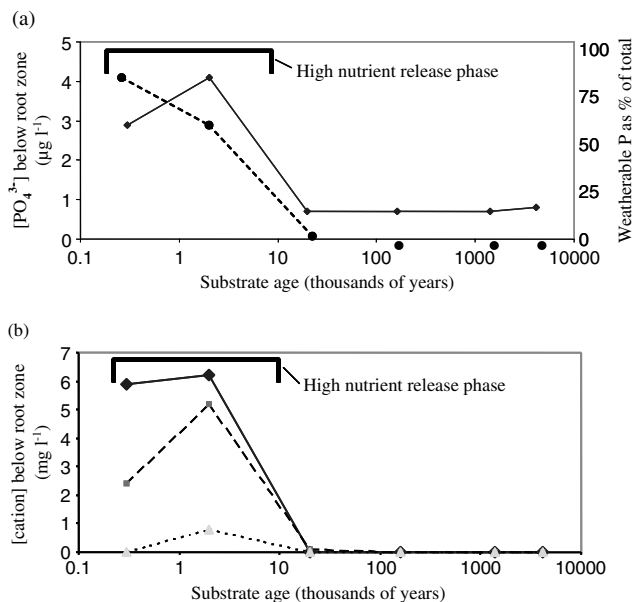 (a)
[PO₄³⁻] below root zone
(µg l⁻¹)
5
4
3
2
1
0
High nutrient release phase
100
75
50
25
0
Weatherable P as % of total
0.1
1
10
100
1000
10000
Substrate age (thousands of years)
(b)
[cation] below root zone
(mg l⁻¹)
7
6
5
4
3
2
1
0
High nutrient release phase
0.1
1
10
100
1000
10000
Substrate age (thousands of years)